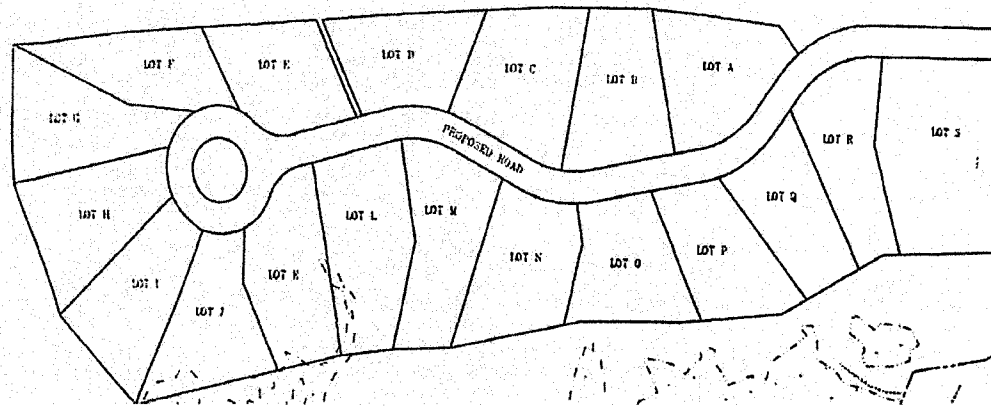 LOT F
LOT E
LOT D
LOT C
LOT B
LOT A
LOT G
PROPOSED ROAD
LOT R
LOT S
LOT H
LOT L
LOT M
LOT Q
LOT I
LOT J
LOT K
LOT N
LOT O
LOT P